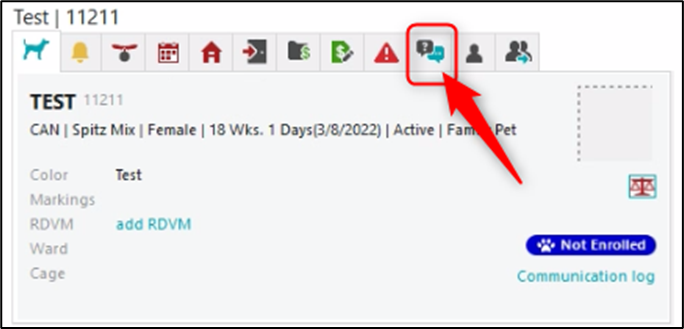 Test | 11211
TEST 11211
CAN | Spitz Mix | Female | 18 Wks. 1 Days(3/8/2022) | Active | Pet
Color Test
Markings
RDVM add RDVM
Ward
Not Enrolled
Cage
Communication log